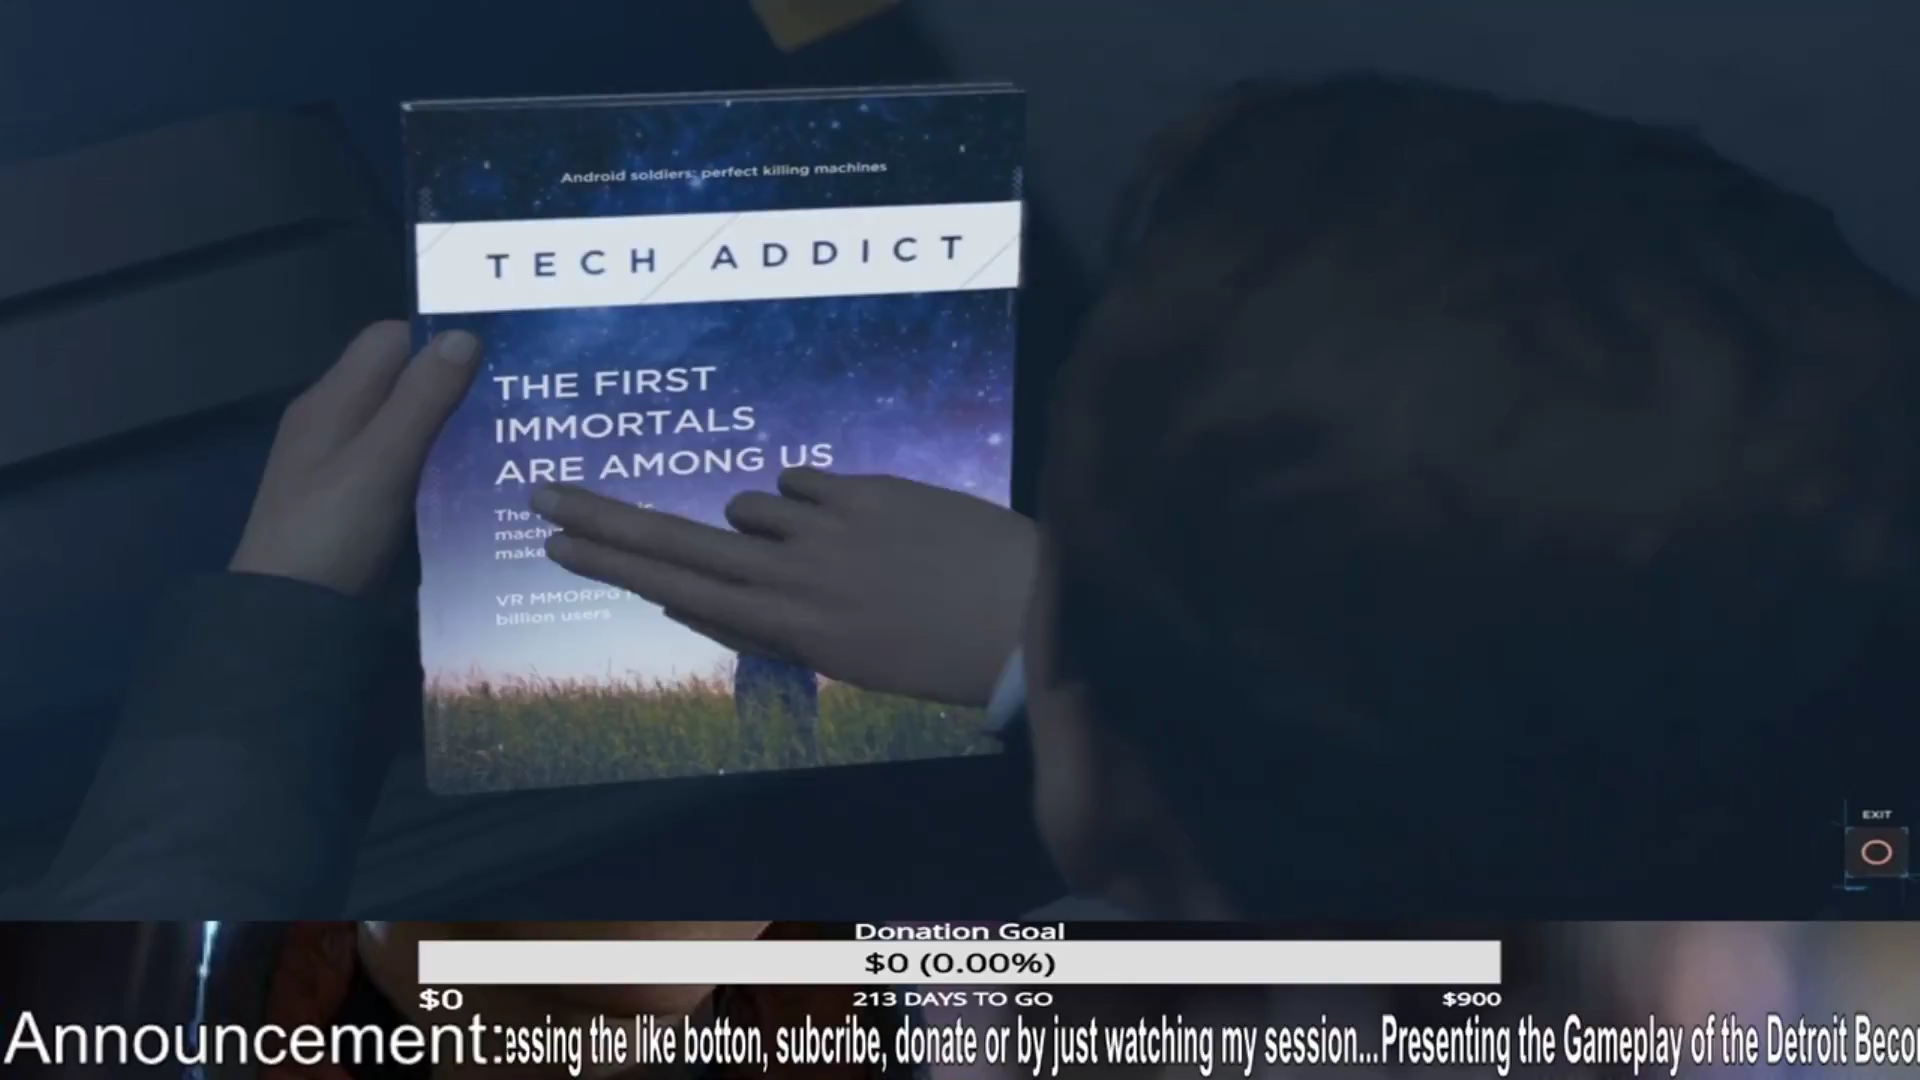 Android soldiers: perfect killing machines
TECH ADDICT
THE FIRST
IMMORTALS
ARE AMONG US
The
make
VR MMORPG
billion users
EXIT
Donation Goal
$0 (0.00%)
$0 213 DAYS TO GO $900
Announcement: essing the like botton, subcribe, donate or by just watching my session...Presenting the Gameplay of the Detroit Becor